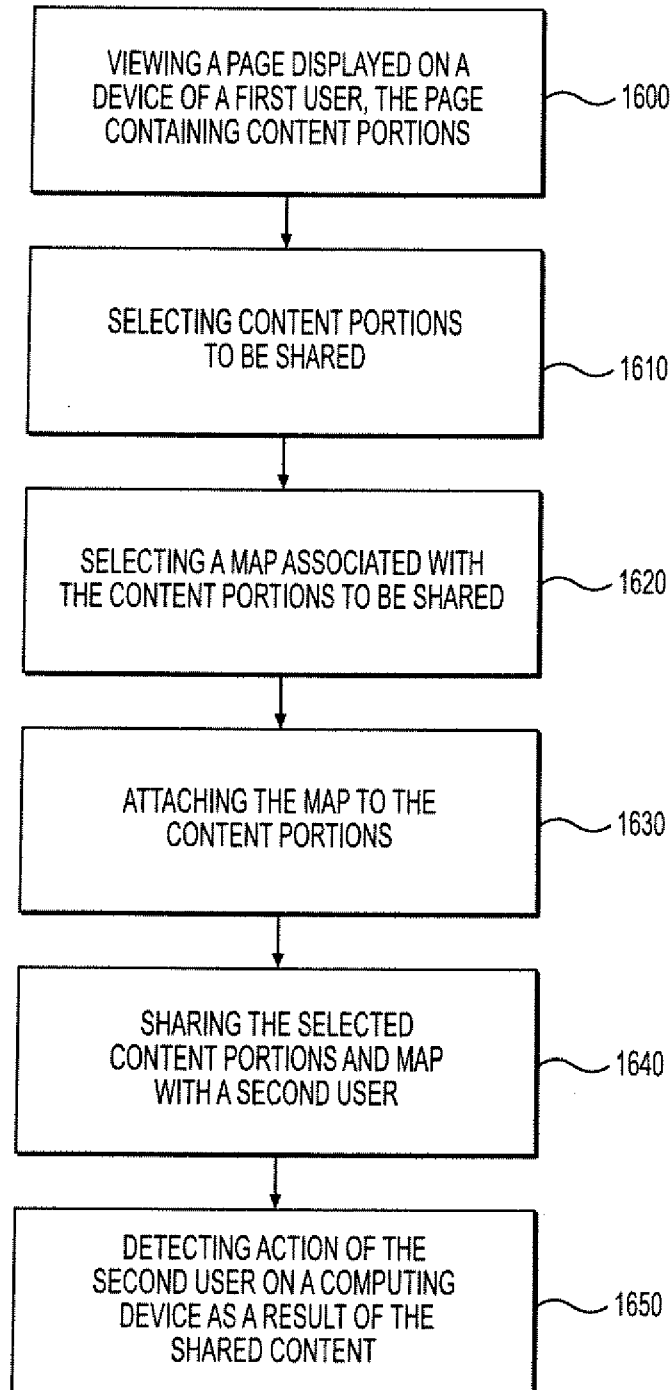 VIEWING A PAGE DISPLAYED ON A
DEVICE OF A FIRST USER, THE PAGE
CONTAINING CONTENT PORTIONS
1600
SELECTING CONTENT PORTIONS
TO BE SHARED
1610
SELECTING A MAP ASSOCIATED WITH
THE CONTENT PORTIONS TO BE SHARED
1620
ATTACHING THE MAP TO THE
CONTENT PORTIONS
1630
SHARING THE SELECTED
CONTENT PORTIONS AND MAP
WITH A SECOND USER
1640
DETECTING ACTION OF THE
SECOND USER ON A COMPUTING
DEVICE AS A RESULT OF THE
SHARED CONTENT
1650